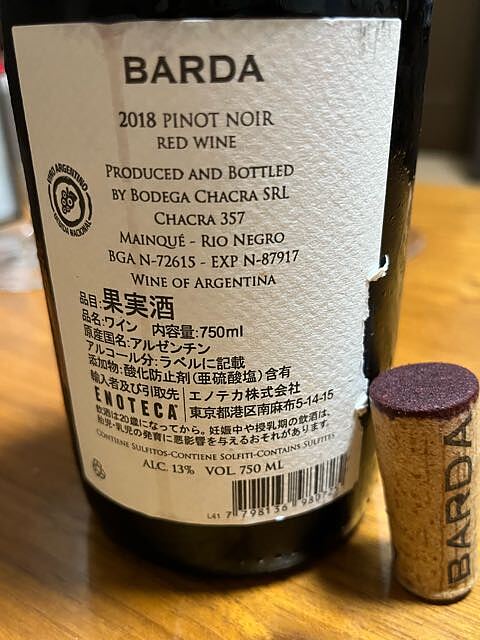 BARDA
2018 PINOT NOIR
RED WINE
PRODUCED AND BOTTLED
BY BODEGA CHACRA SRL
CHACRA 357
MAINQUÉ - RIO NEGRO
BGA N-72615 - EXP N-87917
WINE OF ARGENTINA
VINO ARGENTINO
BEBIDA NACIONAL
品目:果実酒
品名:ワイン 内容量:750ml
原産国名:アルゼンチン
アルコール分:ラベルに記載
添加物:酸化防止剤(亜硫酸塩)含有
輸入者及び引取先 エノテカ株式会社
ENOTECA 東京都港区南麻布5-14-15
飲酒は20歳になってから。妊娠中や授乳期の飲酒は、
胎児・乳児の発育に悪影響を与えるおそれがあります。
CONTIENE SULFITOS-CONTIENE SOLFITI-CONTAINS SULFITES
ALC. 13% VOL 750 ML
L41 7 798136
BARDA